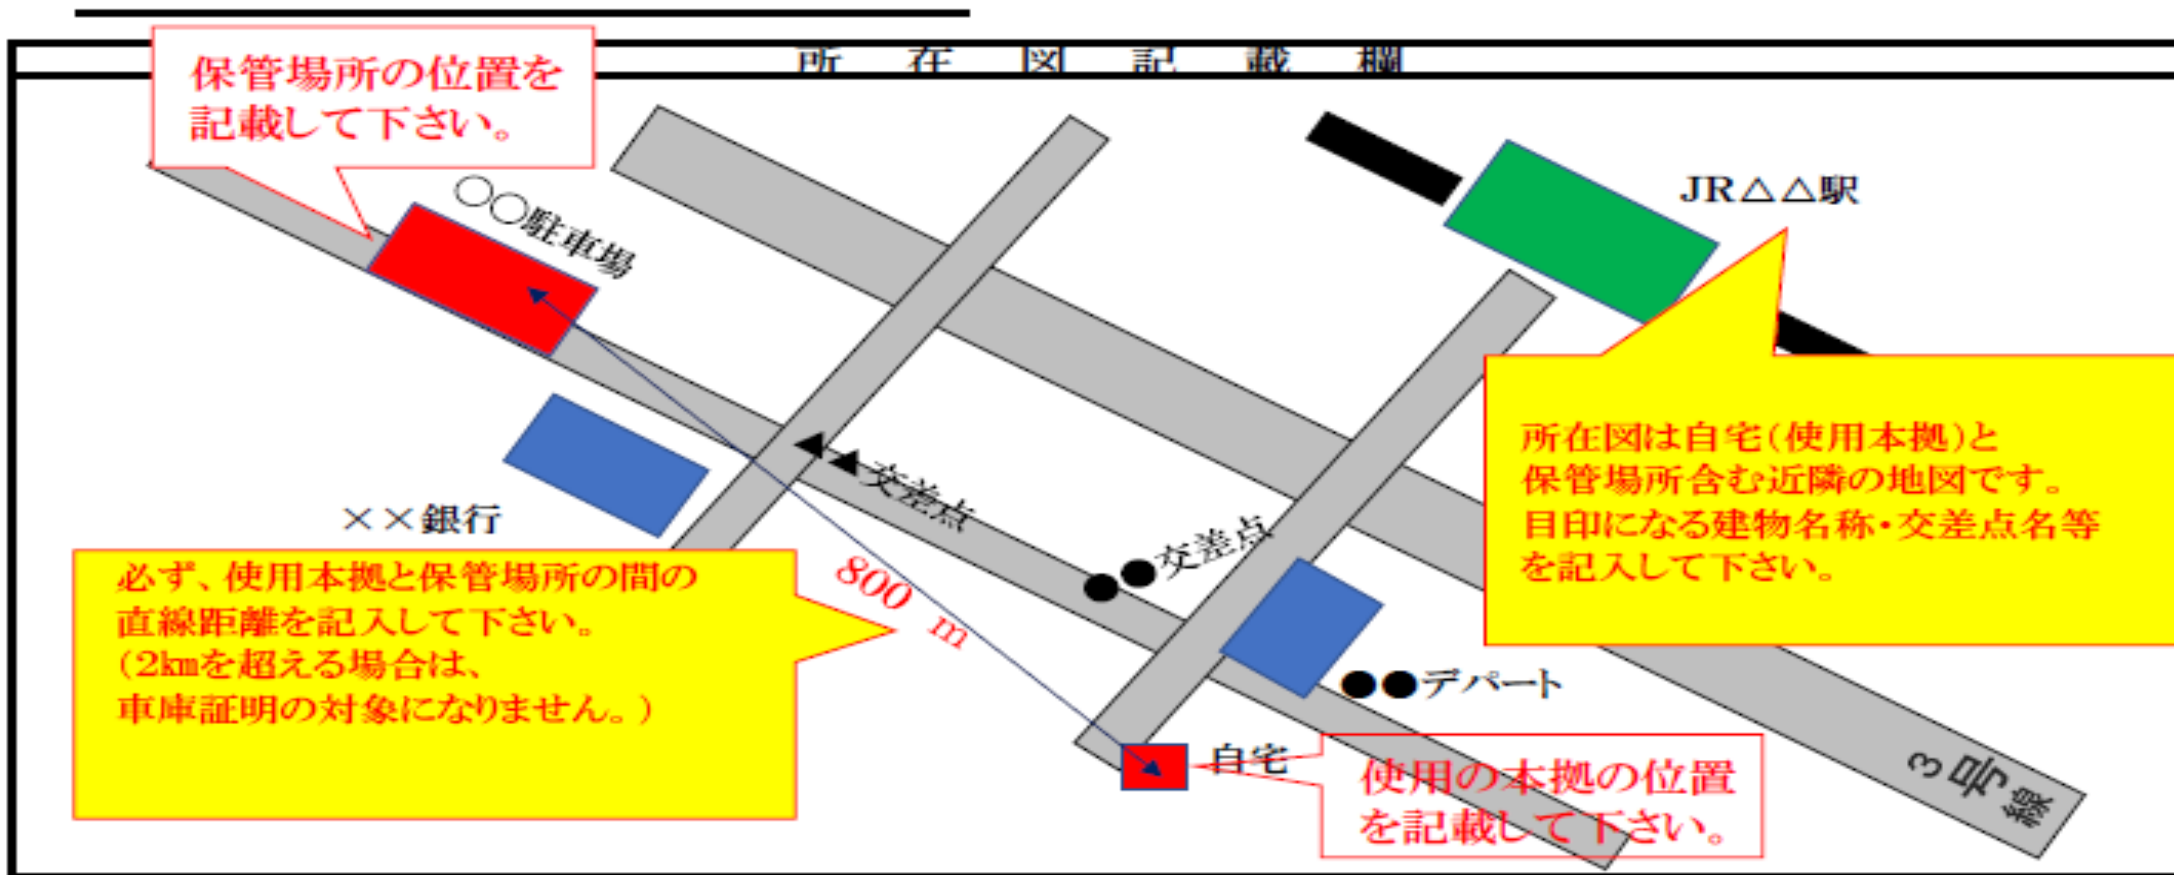 所在図記載欄
保管場所の位置を
記載して下さい。
○○駐車場
JR△△駅
所在図は自宅(使用本拠)と
保管場所含む近隣の地図です。
目印になる建物名称・交差点名等
を記入して下さい。
▲▲交差点
××銀行
●●交差点
必ず、使用本拠と保管場所の間の
直線距離を記入して下さい。
(2㎞を超える場合は、
車庫証明の対象になりません。)
800 m
●●デパート
自宅
使用の本拠の位置
を記載して下さい。
3号線